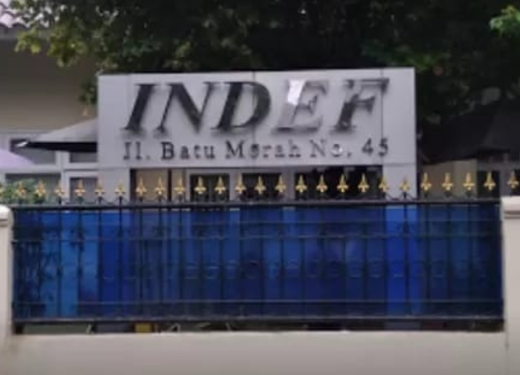 INDEF
Jl. Batu Merah No. 45